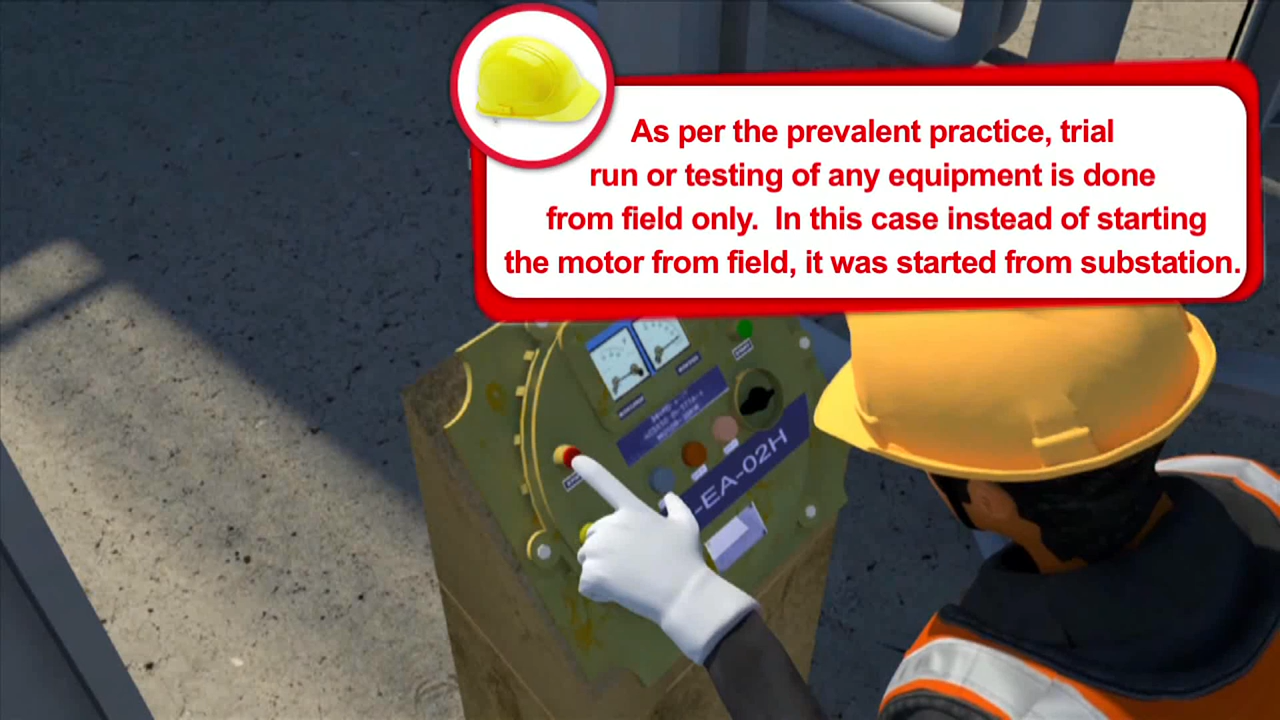 As per the prevalent practice, trial
run or testing of any equipment is done
from field only. In this case instead of starting
the motor from field, it was started from substation.
-EA-02H